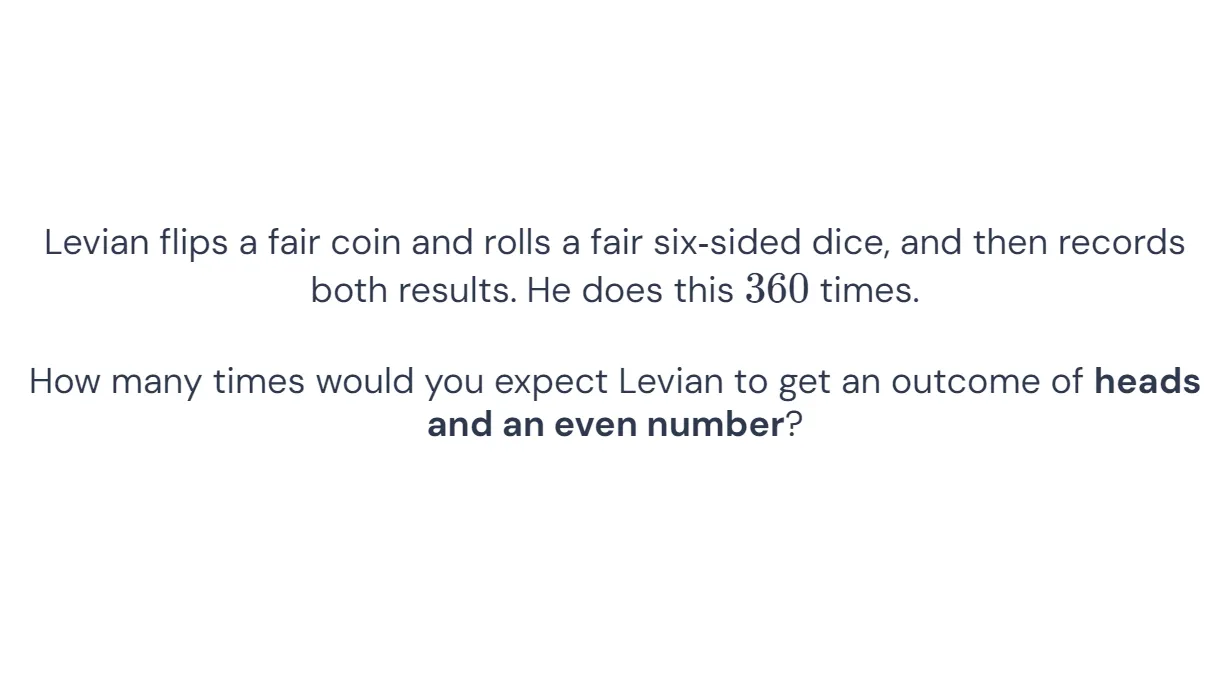 Levian flips a fair coin and rolls a fair six-sided dice, and then records
both results. He does this 360 times.
How many times would you expect Levian to get an outcome of heads
and an even number?